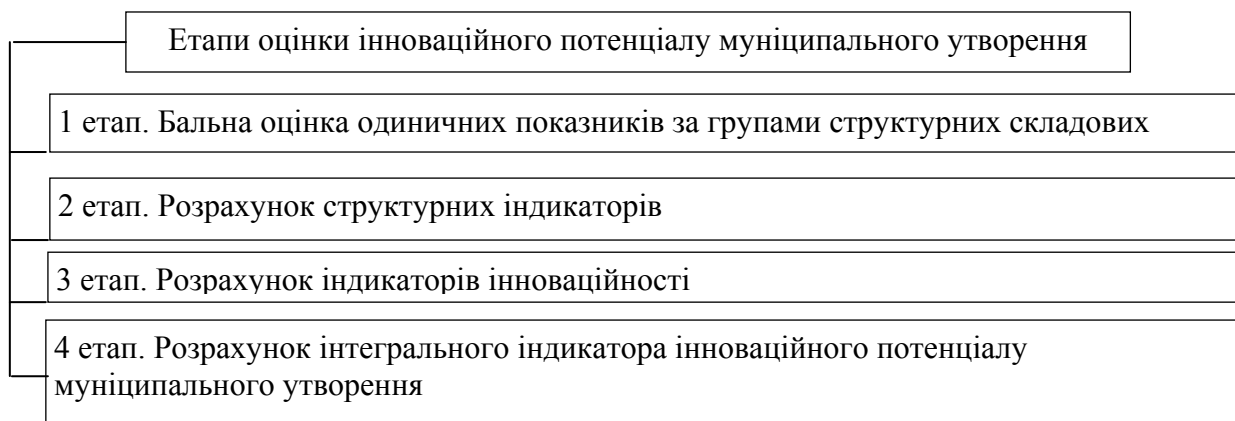 Етапи оцінки інноваційного потенціалу муніципального утворення
1 етап. Бальна оцінка одиничних показників за групами структурних складових
2 етап. Розрахунок структурних індикаторів
3 етап. Розрахунок індикаторів інноваційності
4 етап. Розрахунок інтегрального індикатора інноваційного потенціалу
муніципального утворення